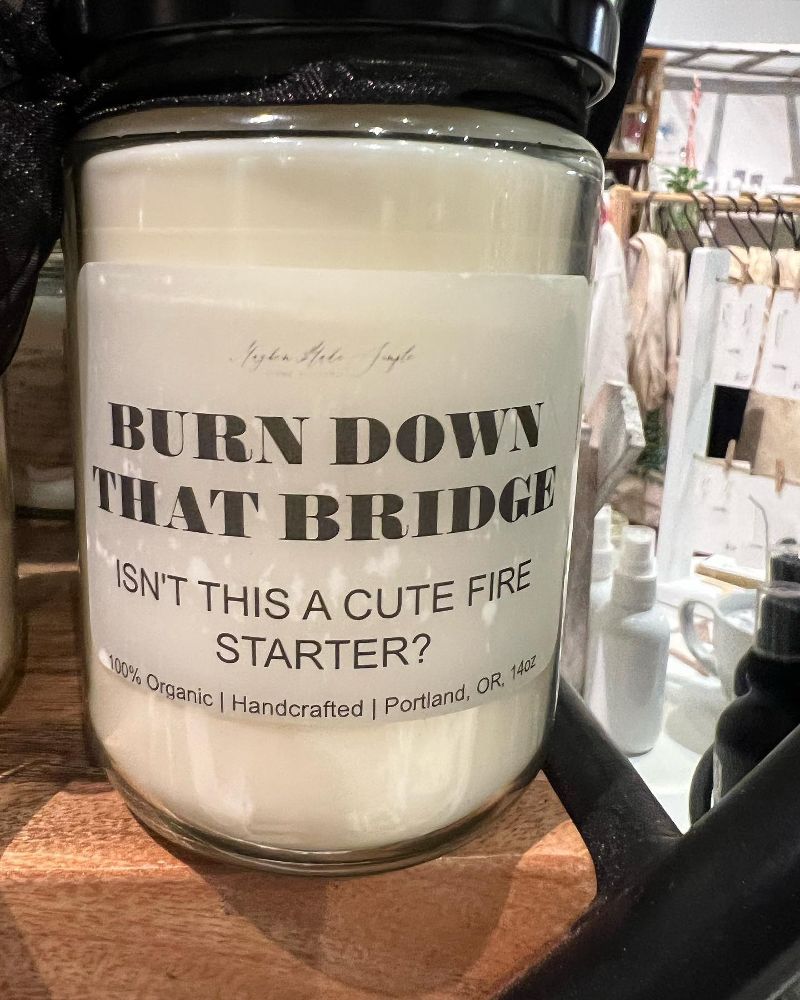 BURN DOWN
THAT BRIDGE
ISN'T THIS A CUTE FIRE
STARTER?
100% Organic | Handcrafted | Portland, OR, 14oz